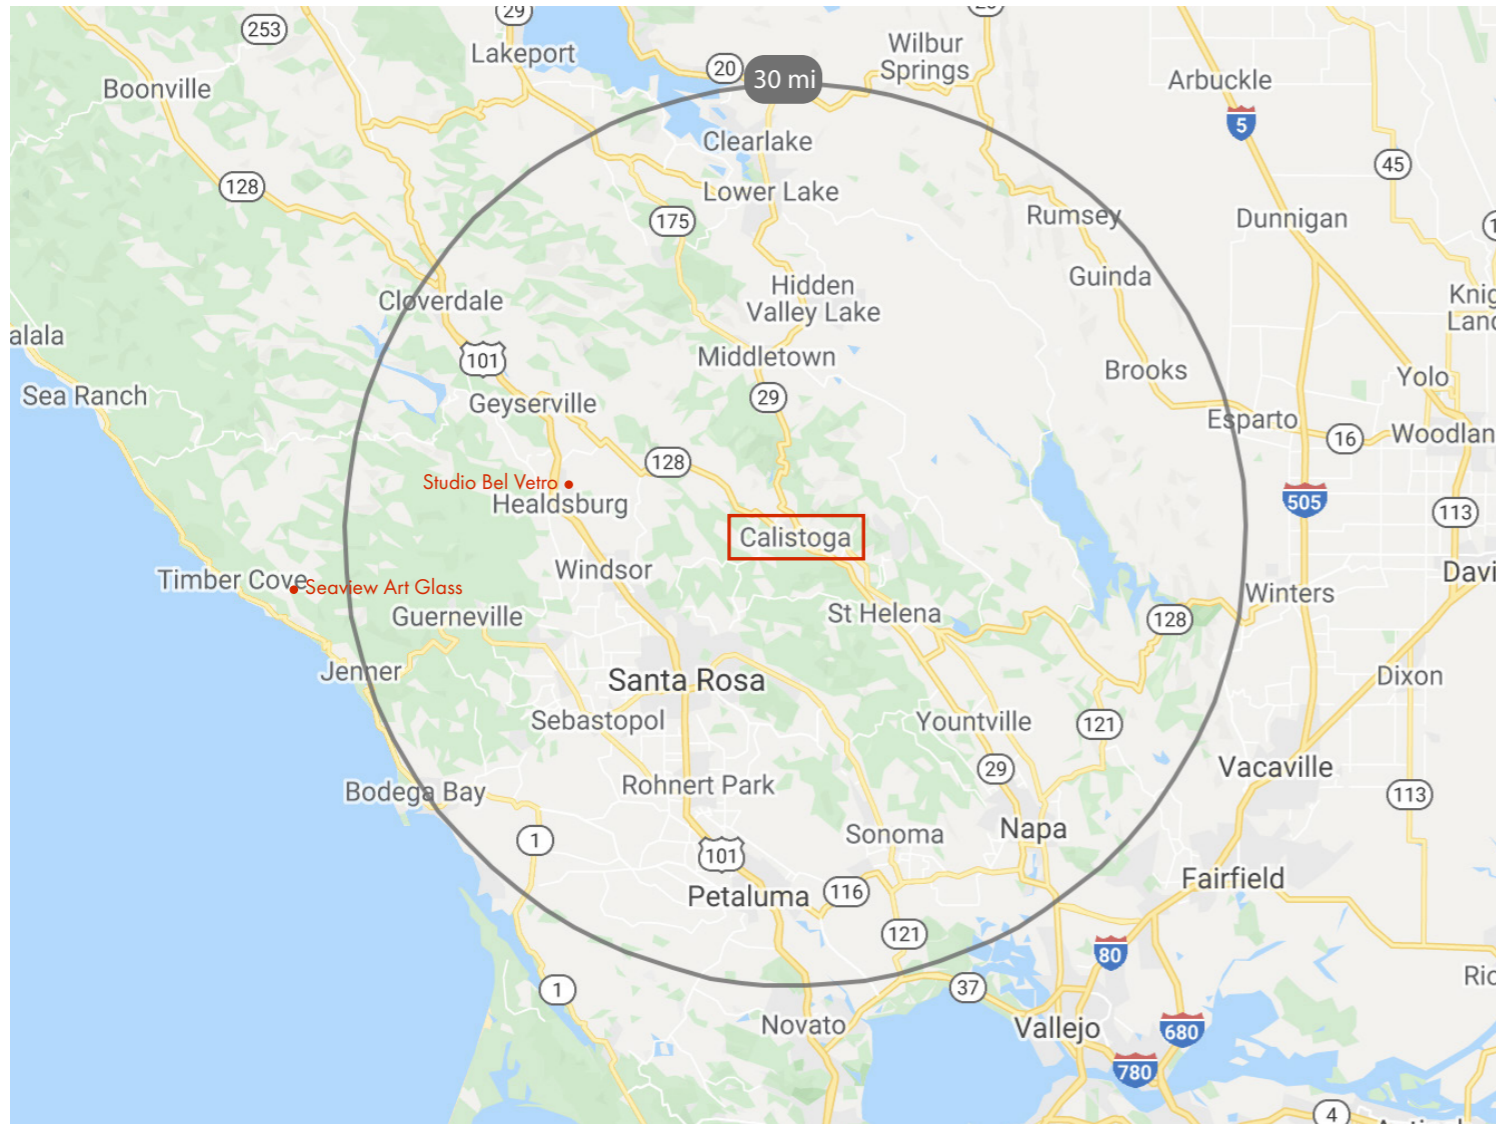 29
253
Lakeport
20
30 mi
Wilbur
Springs
Boonville
Arbuckle
5
Clearlake
45
128
Lower Lake
175
Rumsey
Dunnigan
Guinda
Hidden
Valley Lake
Cloverdale
Knig
Land
alala
101
Middletown
Brooks
Yolo
Sea Ranch
29
Geyserville
Esparto
16
Woodlan
128
Studio Bel Vetro
Healdsburg
505
113
Calistoga
Timber Cove
Seaview Art Glass
Windsor
Davi
Winters
Guerneville
St Helena
128
Jenner
Santa Rosa
Dixon
Sebastopol
Yountville
121
29
Vacaville
Rohnert Park
Bodega Bay
113
1
Sonoma
Napa
101
Petaluma
116
Fairfield
121
80
1
37
Ric
Novato
Vallejo
680
780
4